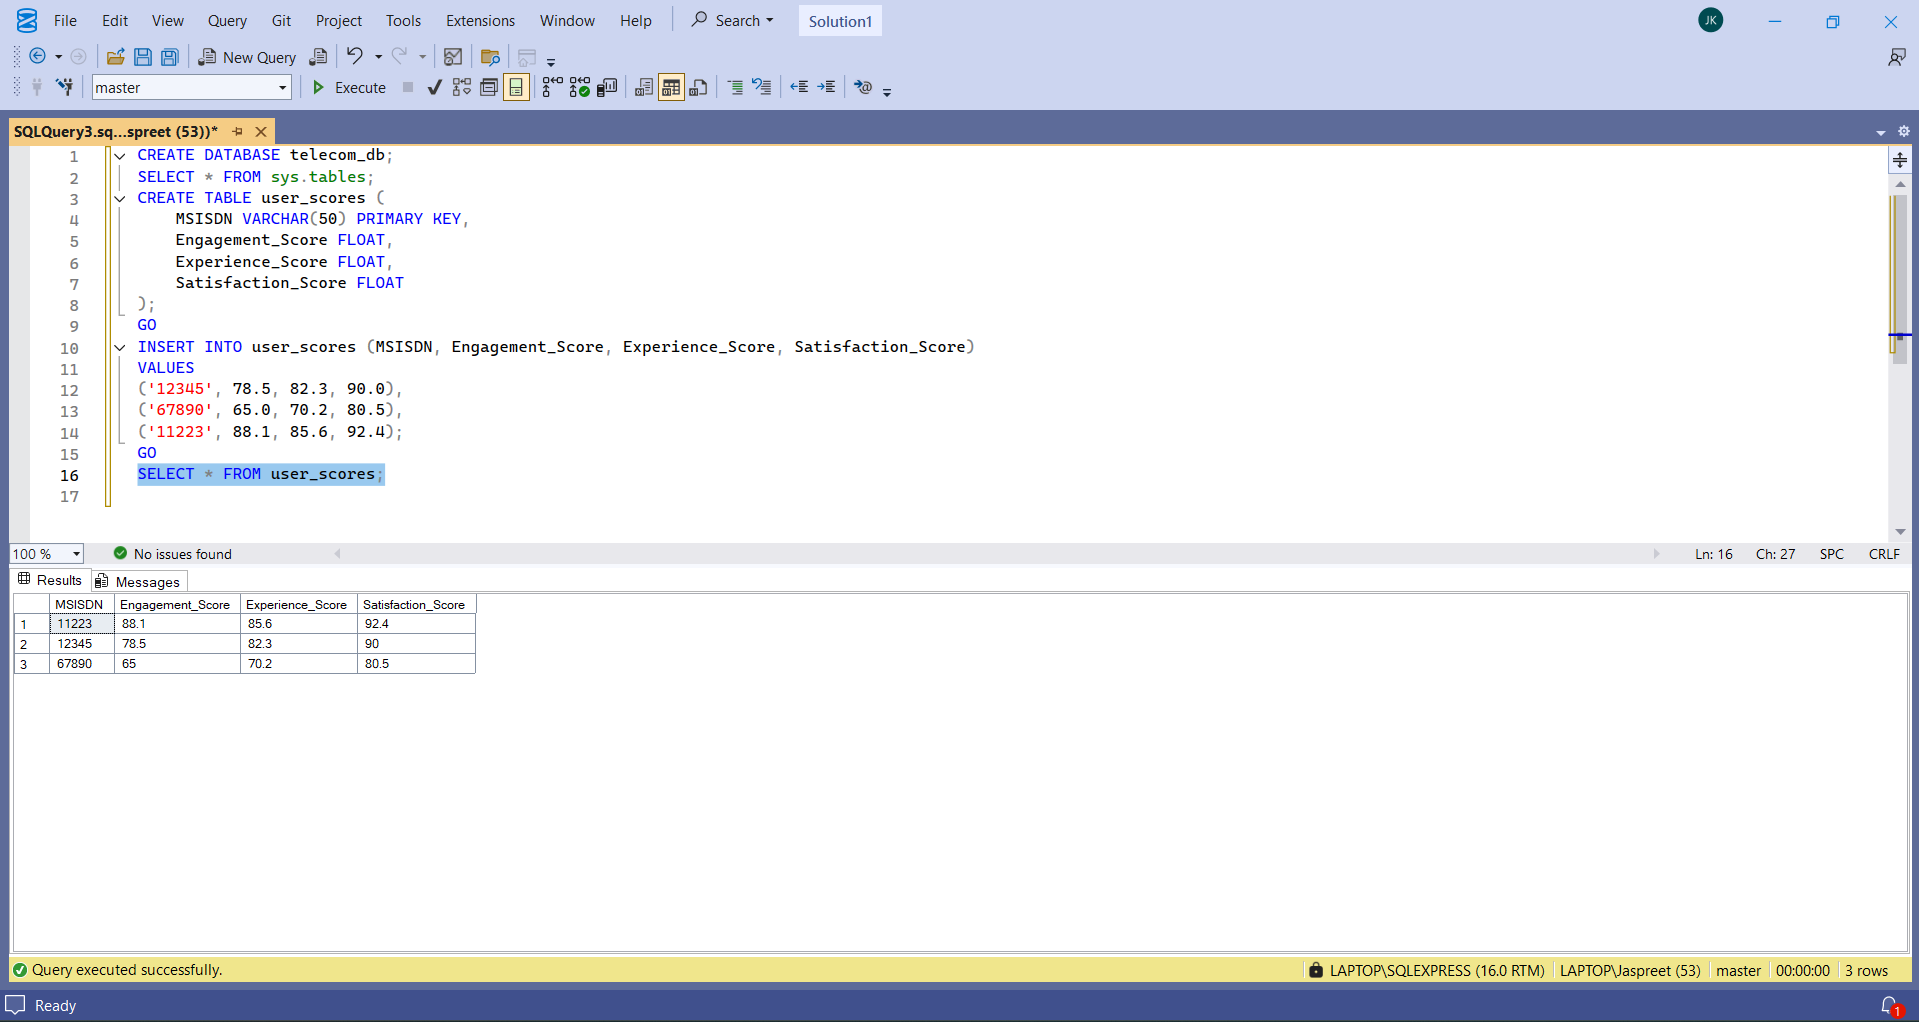 File Edit View Query Git Project Tools Extensions Window Help Search Solution1 JK
New Query
master Execute
SQLQuery3.sq...spreet (53))*
1 CREATE DATABASE telecom_db;
2 SELECT * FROM sys.tables;
3 CREATE TABLE user_scores (
4 MSISDN VARCHAR(50) PRIMARY KEY,
5 Engagement_Score FLOAT,
6 Experience_Score FLOAT,
7 Satisfaction_Score FLOAT
8 );
9 GO
10 INSERT INTO user_scores (MSISDN, Engagement_Score, Experience_Score, Satisfaction_Score)
11 VALUES
12 ('12345', 78.5, 82.3, 90.0),
13 ('67890', 65.0, 70.2, 80.5),
14 ('11223', 88.1, 85.6, 92.4);
15 GO
16 SELECT * FROM user_scores;
17
100 % No issues found Ln: 16 Ch: 27 SPC CRLF
Results Messages
MSISDN Engagement_Score Experience_Score Satisfaction_Score
1 11223 88.1 85.6 92.4
2 12345 78.5 82.3 90
3 67890 65 70.2 80.5
Query executed successfully. LAPTOP\SQLEXPRESS (16.0 RTM) LAPTOP\Jaspreet (53) master 00:00:00 3 rows
Ready 1